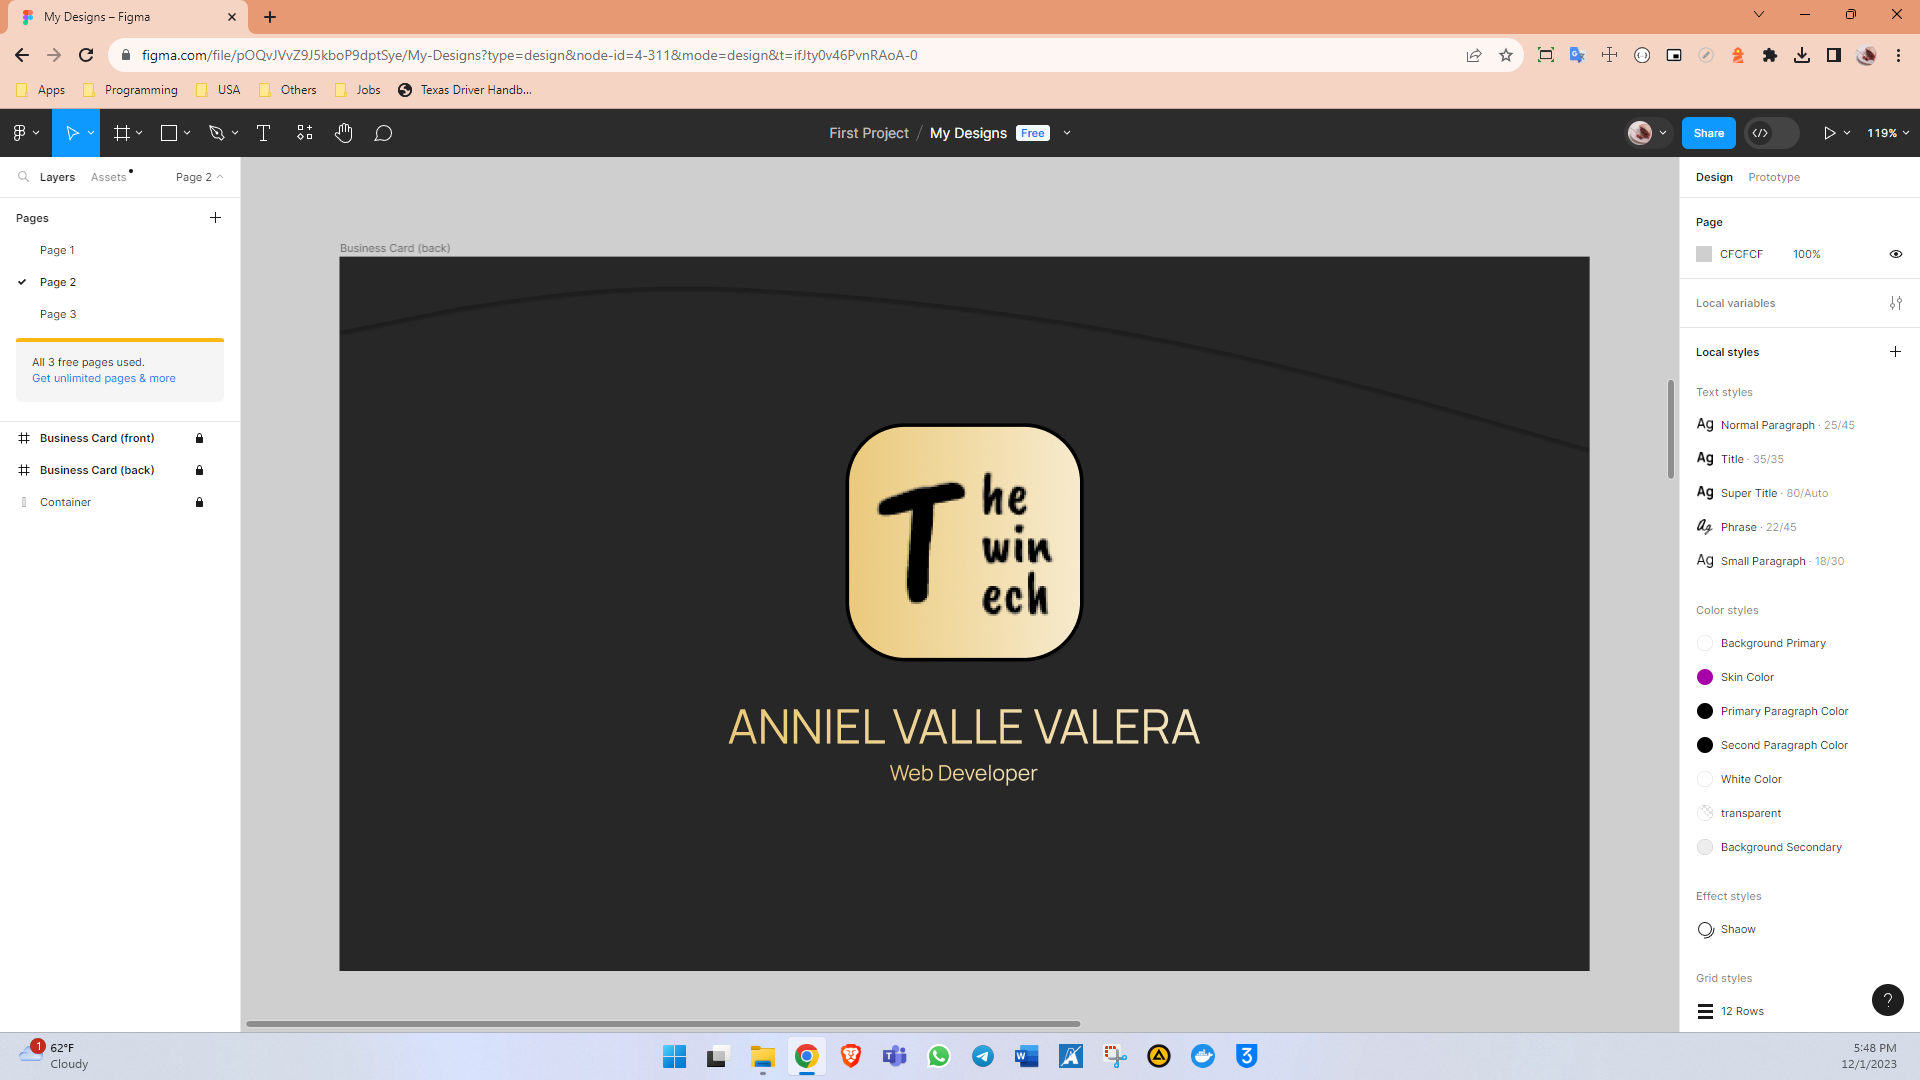 My Designs – Figma
figma.com/file/pOQvJVvZ9J5kboP9dptSye/My-Designs?type=design&node-id=4-311&mode=design&t=ifJty0v46PvnRAoA-0
Apps Programming USA Others Jobs Texas Driver Handb...
First Project / My Designs Free
Share
119%
Layers Assets Page 2
Pages
Page 1
Page 2
Page 3
All 3 free pages used.
Get unlimited pages & more
Business Card (front)
Business Card (back)
Container
Business Card (back)
The
win
ech
ANNIEL VALLE VALERA
Web Developer
Design Prototype
Page
CFCFCF 100%
Local variables
Local styles
Text styles
Ag Normal Paragraph · 25/45
Ag Title · 35/35
Ag Super Title · 80/Auto
Ag Phrase · 22/45
Ag Small Paragraph · 18/30
Color styles
Background Primary
Skin Color
Primary Paragraph Color
Second Paragraph Color
White Color
transparent
Background Secondary
Effect styles
Shaow
Grid styles
12 Rows
?
1
62°F
Cloudy
5:48 PM
12/1/2023